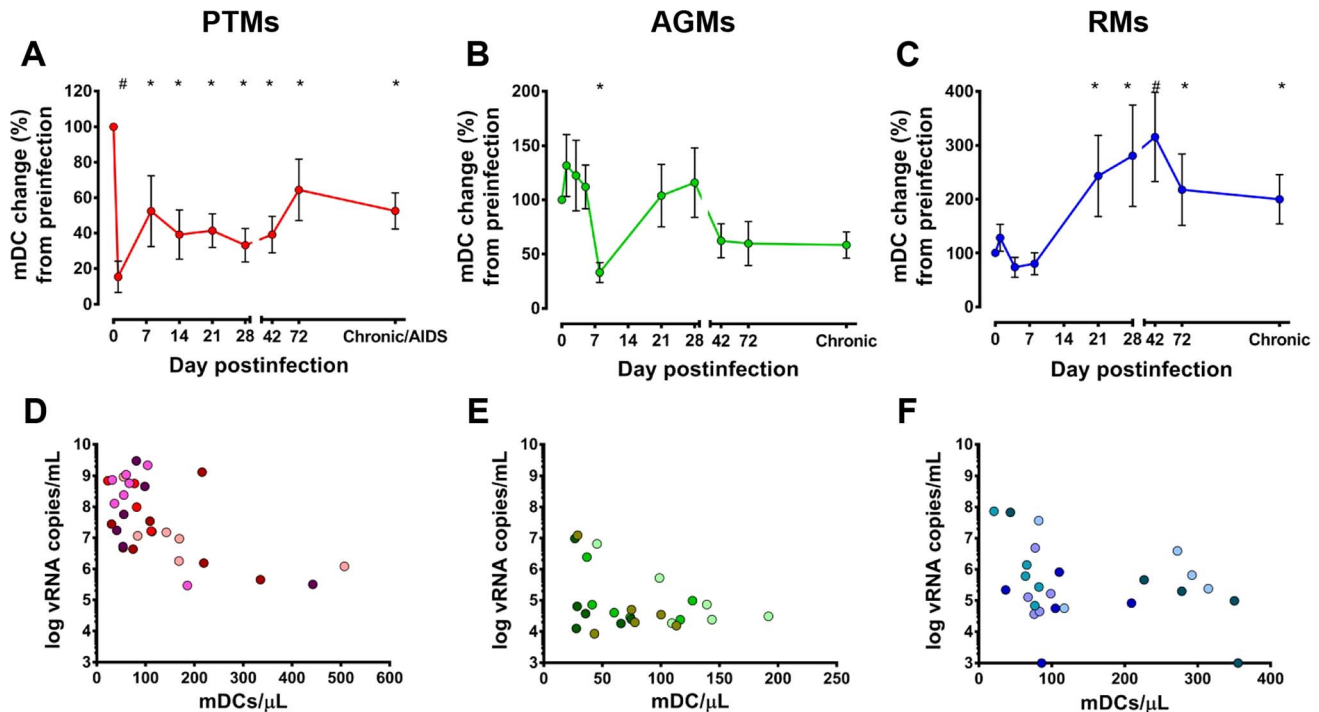 PTMs
AGMs
RMs
A
B
C
# * * * * * * *
*
* * # * *
mDC change (%)
from preinfection
120
100
80
60
40
20
0
0 7 14 21 28 42 72 Chronic/AIDS
Day postinfection
mDC change (%)
from preinfection
200
150
100
50
0
0 7 14 21 28 42 72 Chronic
Day postinfection
mDC change (%)
from preinfection
400
300
200
100
0
0 7 14 21 28 42 72 Chronic
Day postinfection
D
E
F
log vRNA copies/mL
10
9
8
7
6
5
4
3
0 100 200 300 400 500 600
mDCs/μL
log vRNA copies/mL
10
9
8
7
6
5
4
3
0 50 100 150 200 250
mDC/μL
log vRNA copies/mL
10
9
8
7
6
5
4
3
0 100 200 300 400
mDCs/μL